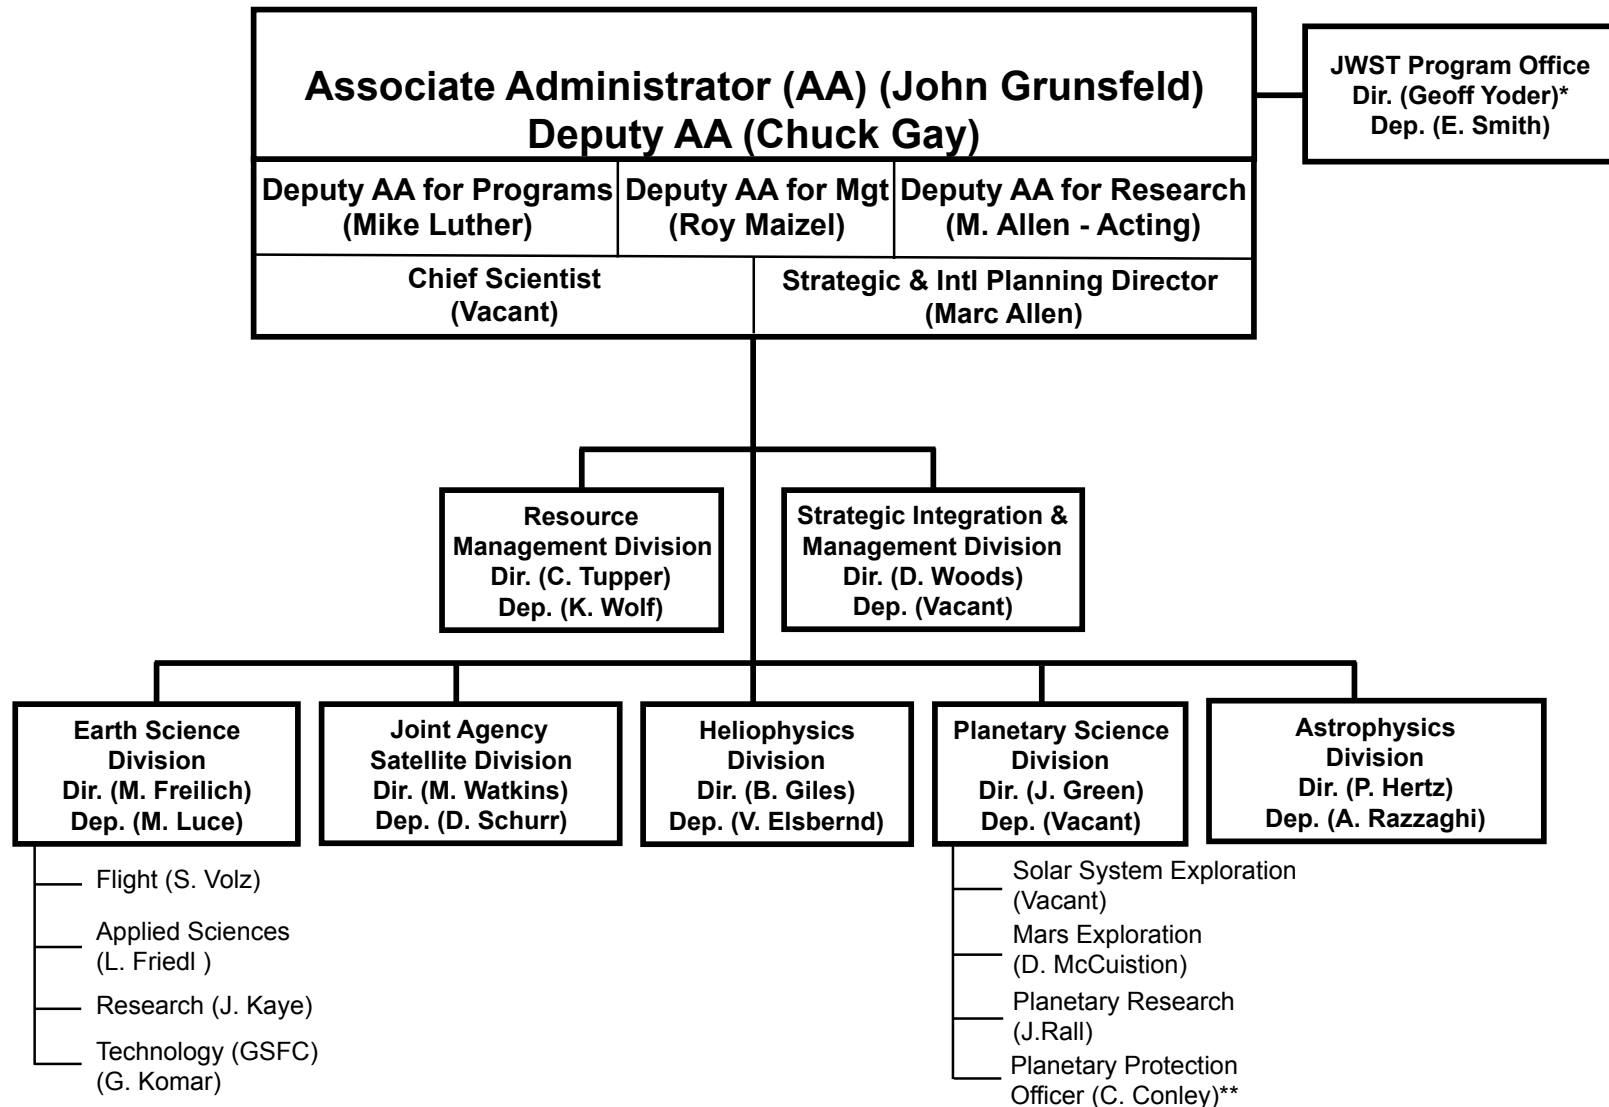 Associate Administrator (AA) (John Grunsfeld)
Deputy AA (Chuck Gay)
JWST Program Office
Dir. (Geoff Yoder)*
Dep. (E. Smith)
Deputy AA for Programs
(Mike Luther)
Deputy AA for Mgt
(Roy Maizel)
Deputy AA for Research
(M. Allen - Acting)
Chief Scientist
(Vacant)
Strategic & Intl Planning Director
(Marc Allen)
Resource
Management Division
Dir. (C. Tupper)
Dep. (K. Wolf)
Strategic Integration &
Management Division
Dir. (D. Woods)
Dep. (Vacant)
Earth Science
Division
Dir. (M. Freilich)
Dep. (M. Luce)
Joint Agency
Satellite Division
Dir. (M. Watkins)
Dep. (D. Schurr)
Heliophysics
Division
Dir. (B. Giles)
Dep. (V. Elsbernd)
Planetary Science
Division
Dir. (J. Green)
Dep. (Vacant)
Astrophysics
Division
Dir. (P. Hertz)
Dep. (A. Razzaghi)
Flight (S. Volz)
Applied Sciences
(L. Friedl )
Research (J. Kaye)
Technology (GSFC)
(G. Komar)
Solar System Exploration
(Vacant)
Mars Exploration
(D. McCuistion)
Planetary Research
(J.Rall)
Planetary Protection
Officer (C. Conley)**